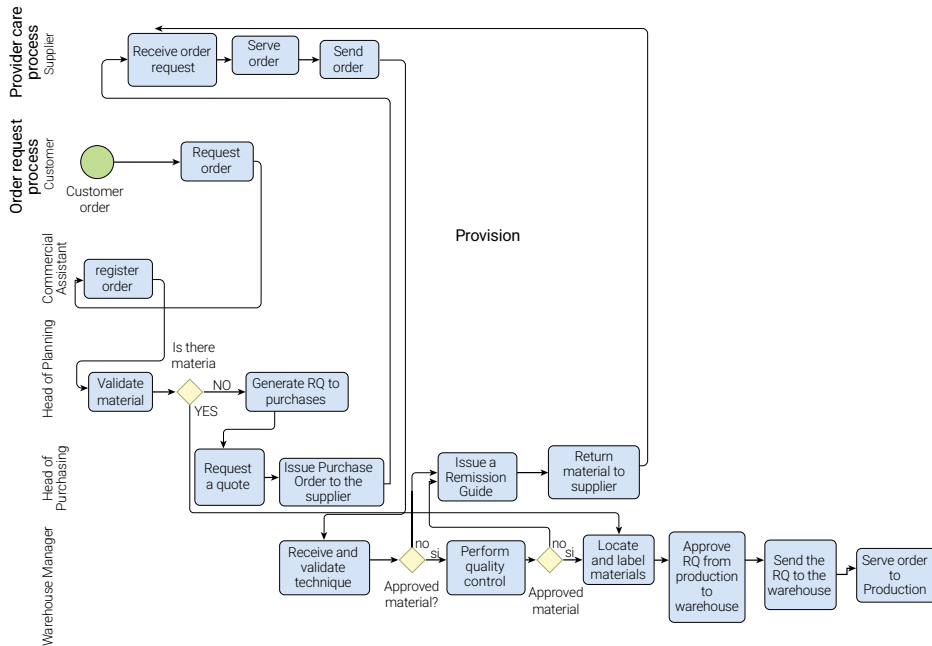 Provider care
process
Supplier
Receive order
request
Serve
order
Send
order
Order request
process
Customer
Customer
order
Request
order
Provision
Commercial
Assistant
register
order
Head of Planning
Validate
material
Is there
materia
NO
YES
Generate RQ to
purchases
Head of
Purchasing
Request
a quote
Issue Purchase
Order to the
supplier
Issue a
Remission
Guide
Return
material to
supplier
Warehouse Manager
Receive and
validate
technique
no
si
Approved
material?
Perform
quality
control
no
si
Approved
material
Locate
and label
materials
Approve
RQ from
production
to
warehouse
Send the
RQ to the
warehouse
Serve order
to
Production